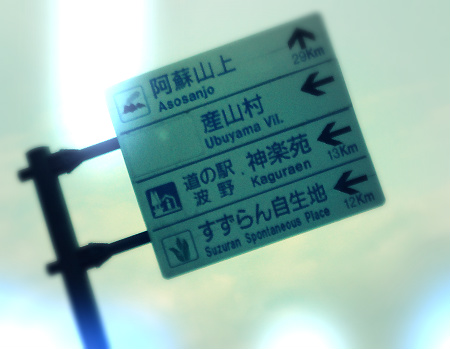 阿蘇山上
Asosanjo
29Km
産山村
Ubuyama Vil.
道の駅
波野
神楽苑
Kaguraen
13Km
すずらん自生地
Suzuran Spontaneous Place
12Km